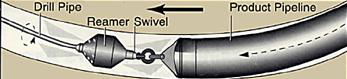 Drill Pipe
Reamer Swivel
Product Pipeline